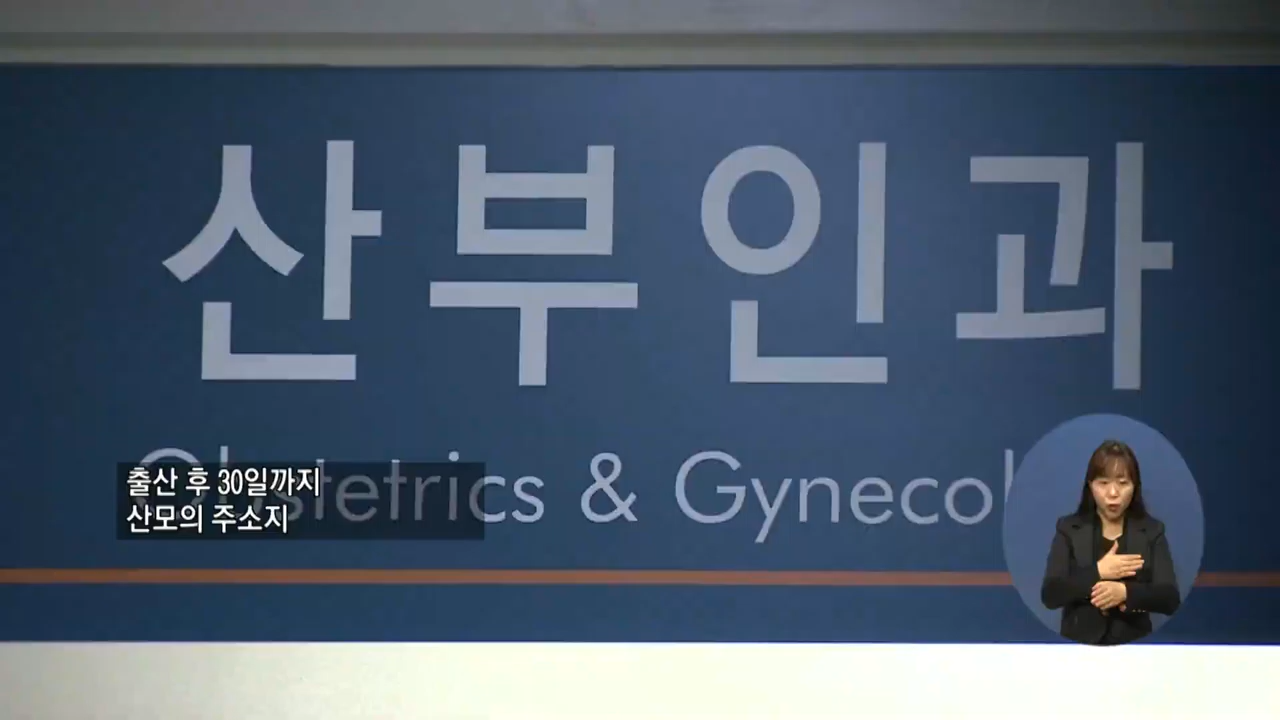 산부인과
Obstetrics & Gynecol
출산 후 30일까지
산모의 주소지